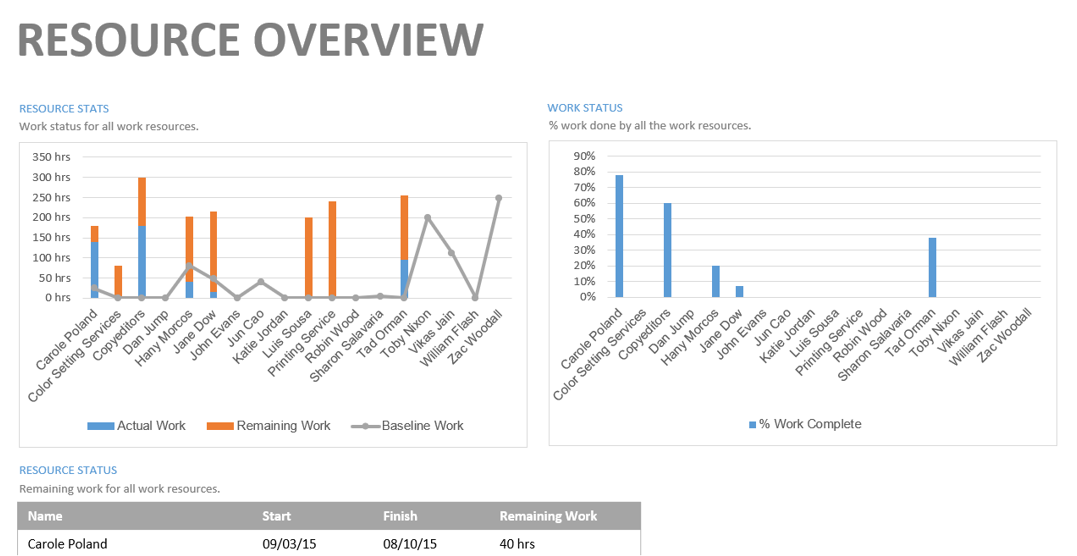 RESOURCE OVERVIEW
RESOURCE STATS
Work status for all work resources.
350 hrs
300 hrs
250 hrs
200 hrs
150 hrs
100 hrs
50 hrs
0 hrs
Carole Poland
Color Setting Services
Copyeditors
Dan Jump
Hany Morcos
Jane Dow
John Evans
Jun Cao
Katie Jordan
Luis Sousa
Printing Service
Robin Wood
Sharon Salavaria
Tad Orman
Toby Nixon
Vikas Jain
William Flash
Zac Woodall
Actual Work Remaining Work Baseline Work
WORK STATUS
% work done by all the work resources.
90%
80%
70%
60%
50%
40%
30%
20%
10%
0%
Carole Poland
Color Setting Services
Copyeditors
Dan Jump
Hany Morcos
Jane Dow
John Evans
Jun Cao
Katie Jordan
Luis Sousa
Printing Service
Robin Wood
Sharon Salavaria
Tad Orman
Toby Nixon
Vikas Jain
William Flash
Zac Woodall
% Work Complete
RESOURCE STATUS
Remaining work for all work resources.
Name Start Finish Remaining Work
Carole Poland 09/03/15 08/10/15 40 hrs